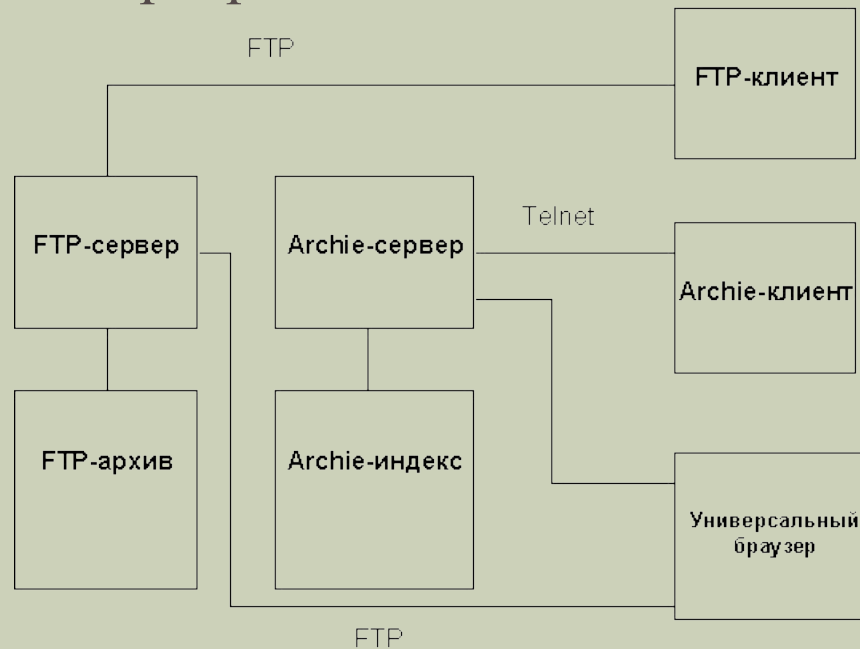 FTP
FTP-клиент
FTP-сервер
Archie-сервер
Telnet
Archie-клиент
FTP-архив
Archie-индекс
Универсальный
браузер
FTP